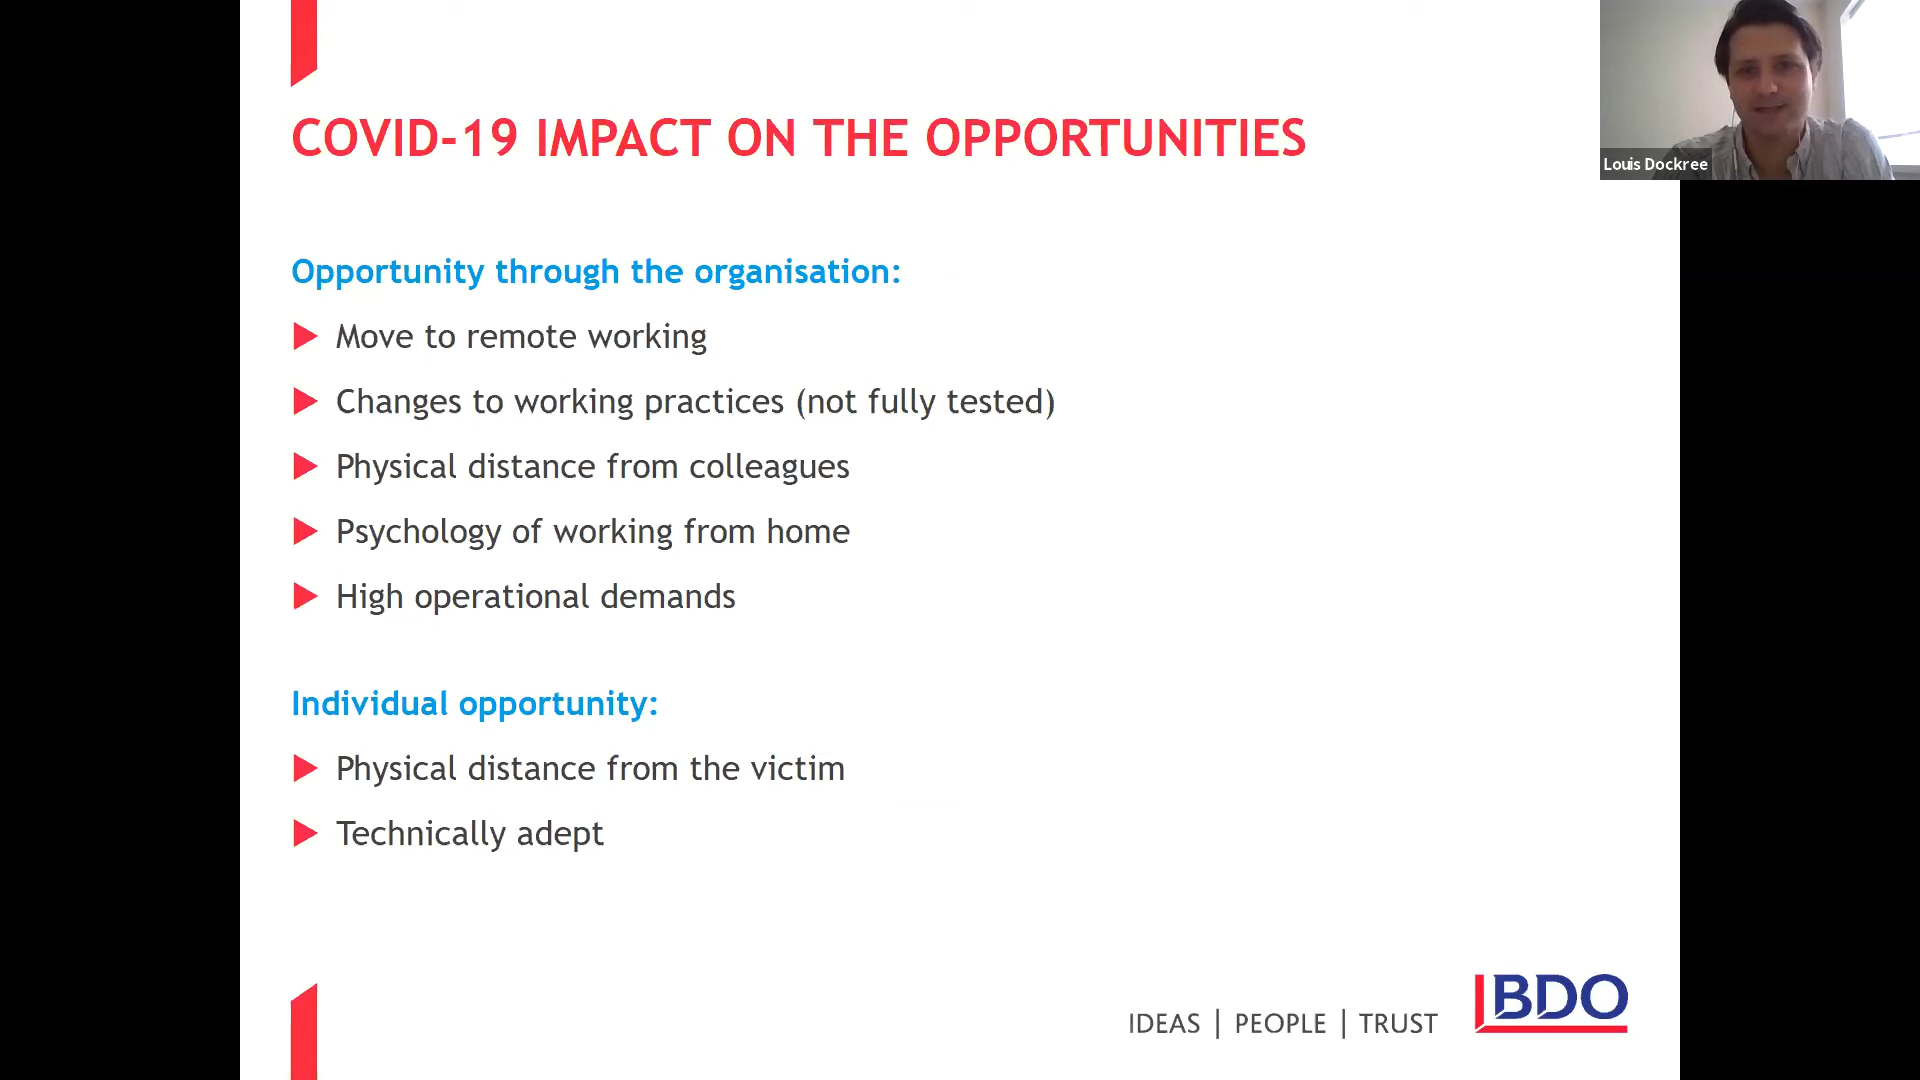 COVID-19 IMPACT ON THE OPPORTUNITIES
Louis Dockree
Opportunity through the organisation:
Move to remote working
Changes to working practices (not fully tested)
Physical distance from colleagues
Psychology of working from home
High operational demands
Individual opportunity:
Physical distance from the victim
Technically adept
IDEAS | PEOPLE | TRUST
BDO